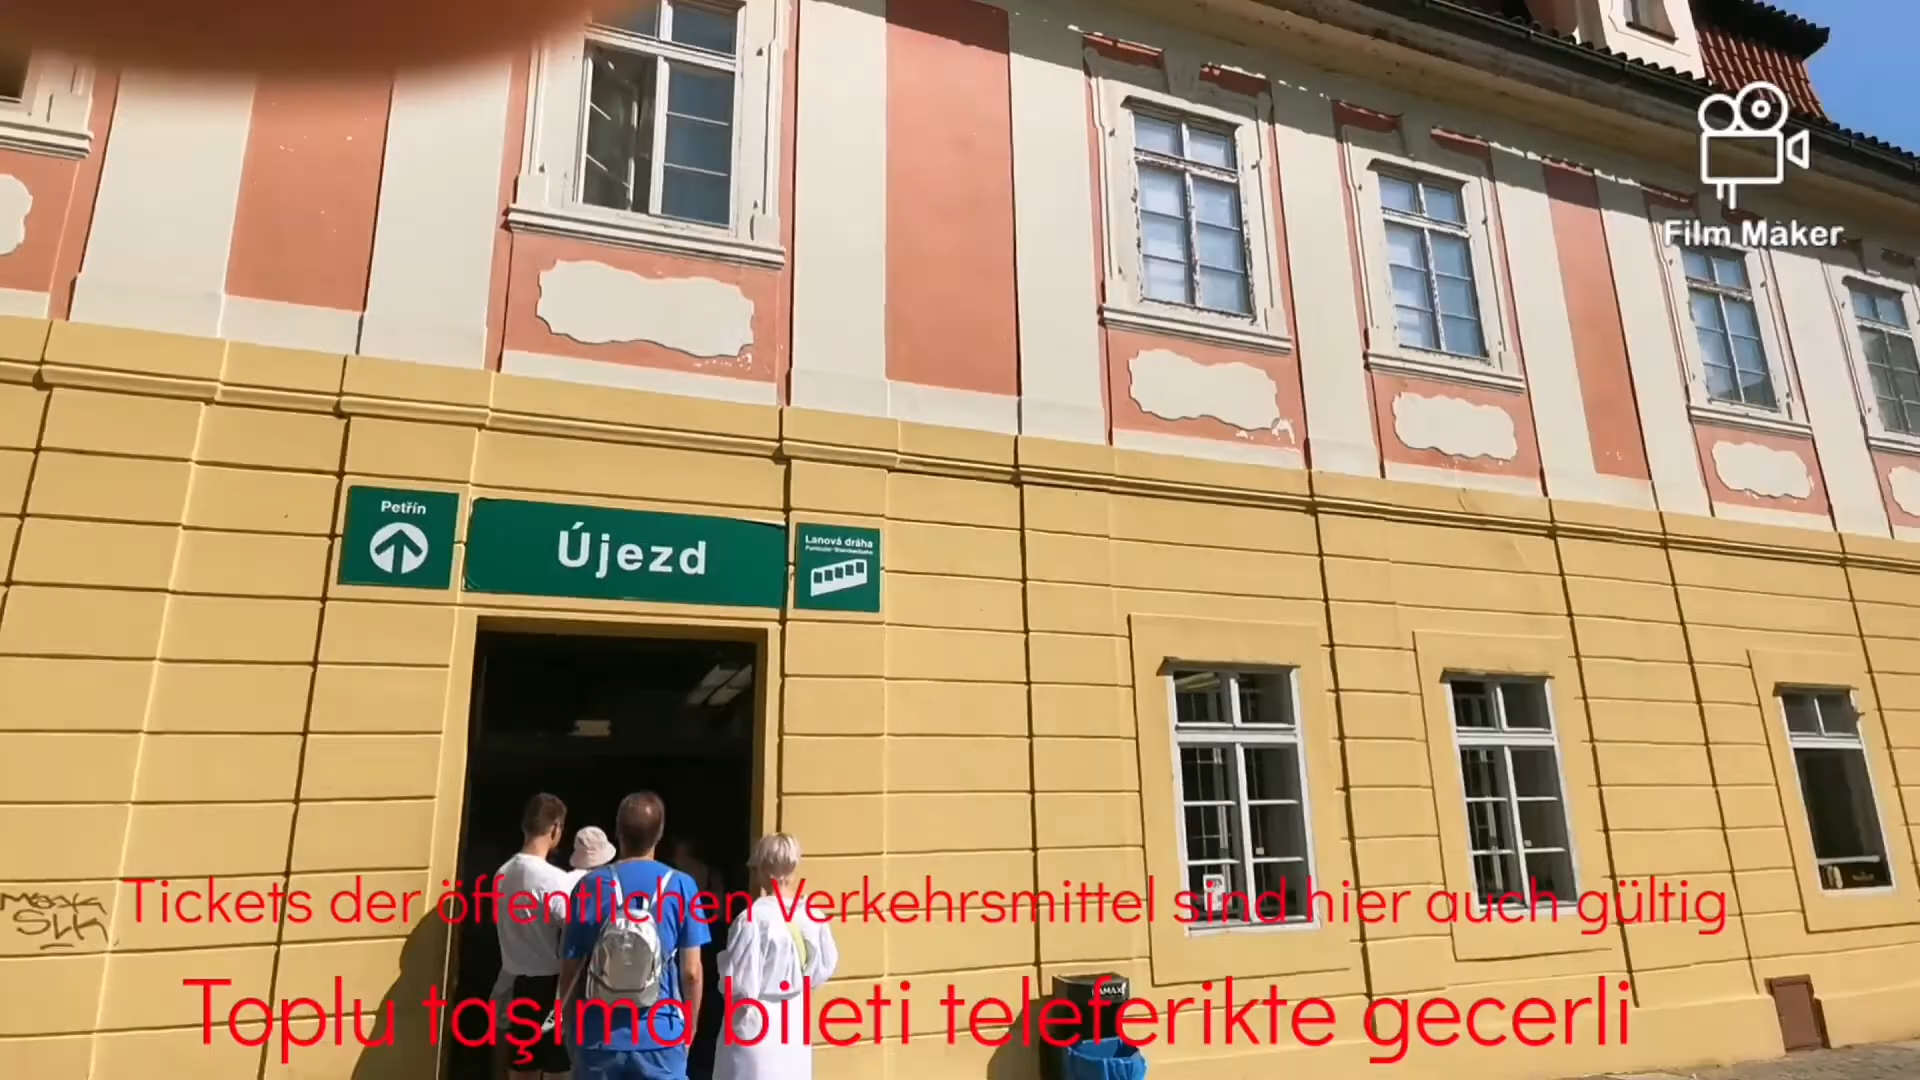 Film Maker
Petřín
Újezd
Lanová dráha
Tickets der öffentlichen Verkehrsmittel sind hier auch gültig
Toplu taşıma bileti teleferikte gecerli